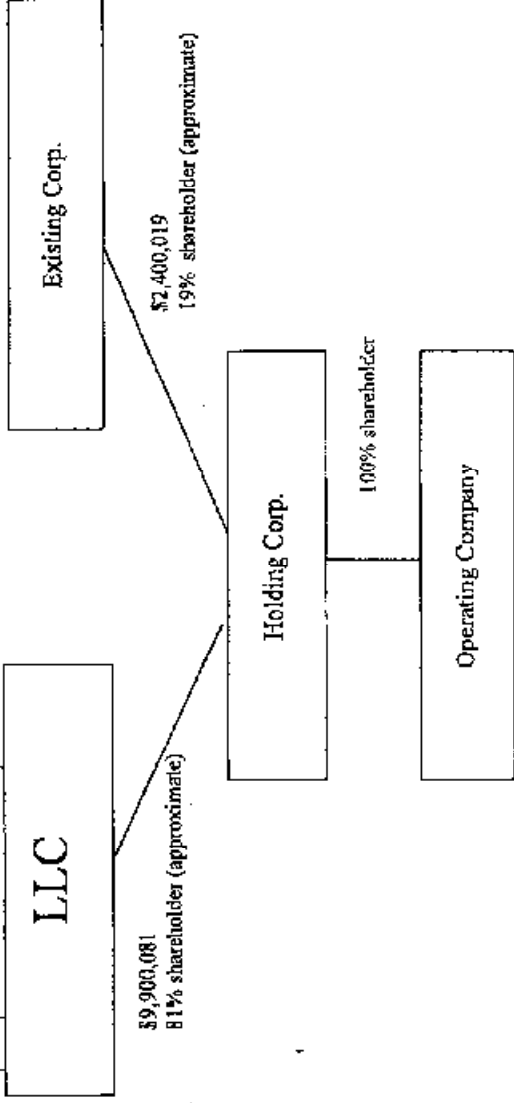 LLC
Existing Corp.
$9,900,081
81% shareholder (approximate)
$2,400,019
19% shareholder (approximate)
Holding Corp.
100% shareholder
Operating Company